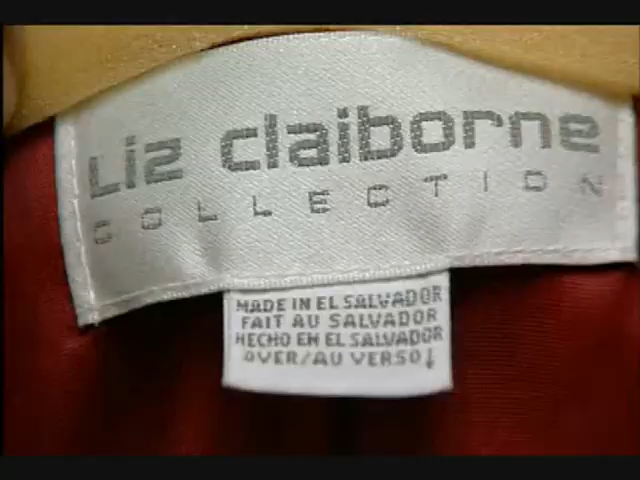 Liz claiborne
COLLECTION
MADE IN EL SALVADOR
FAIT AU SALVADOR
HECHO EN EL SALVADOR
OVER/AU VERSO↓